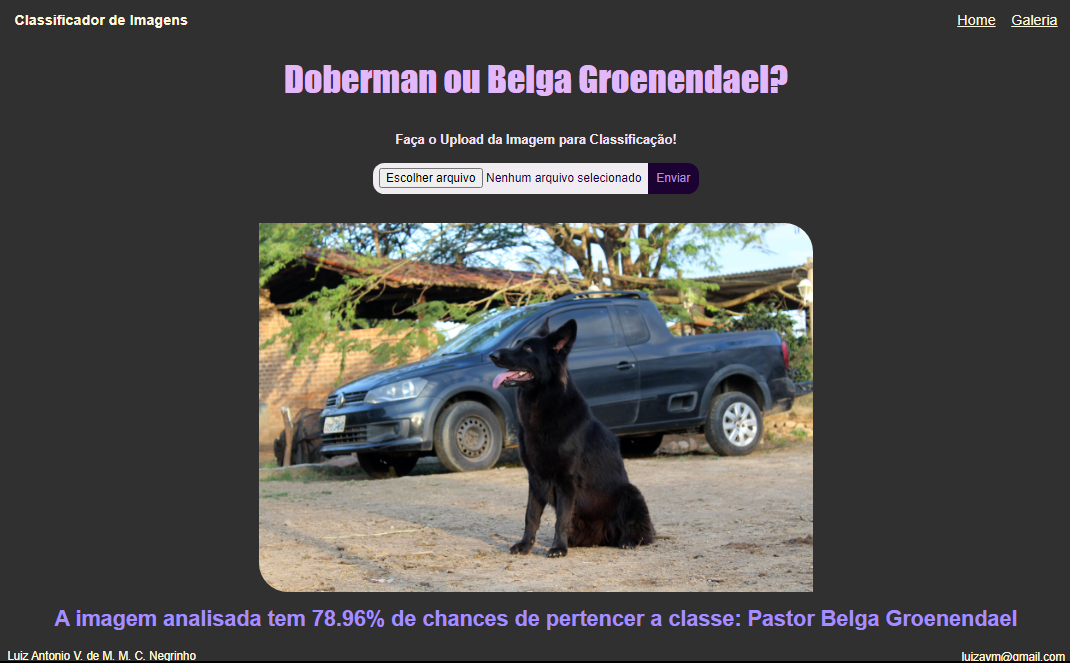 Classificador de Imagens
Home
Galeria
Doberman ou Belga Groenendael?
Faça o Upload da Imagem para Classificação!
Escolher arquivo Nenhum arquivo selecionado Enviar
A imagem analisada tem 78.96% de chances de pertencer a classe: Pastor Belga Groenendael
Luiz Antonio V. de M. M. C. Negrinho
luizavm@gmail.com